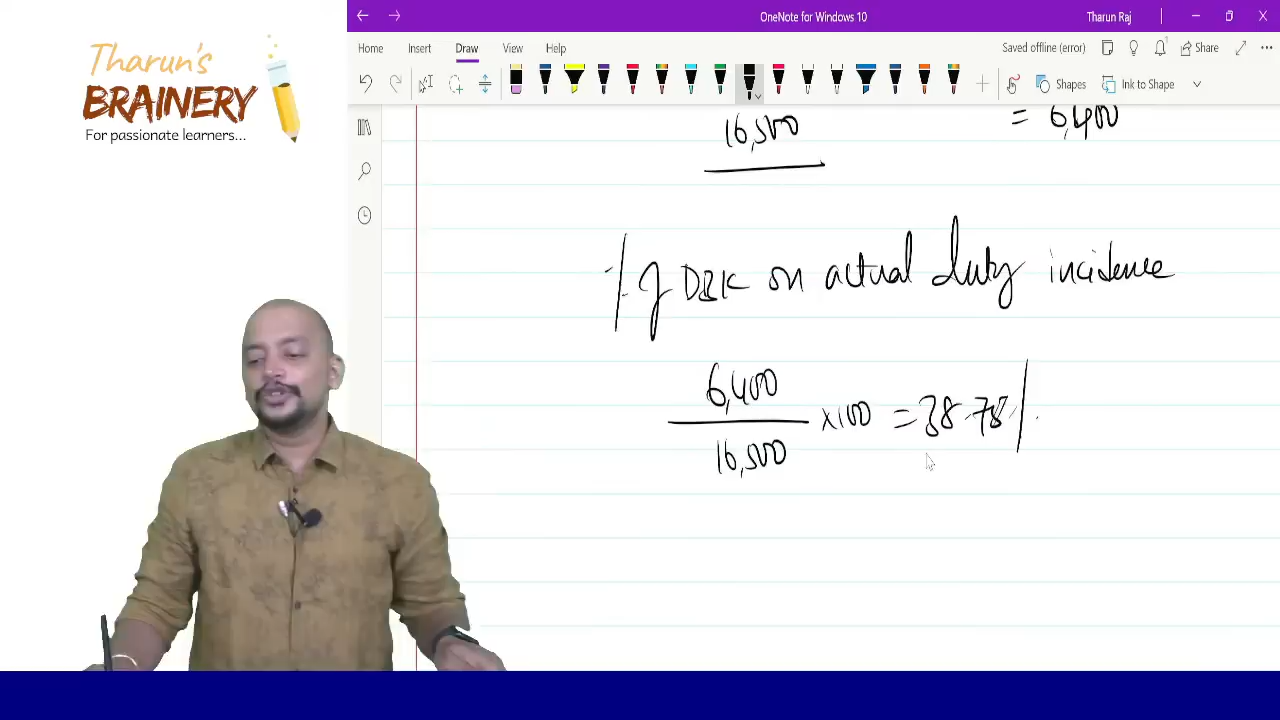 OneNote for Windows 10
Tharun Raj
Tharun's
BRAINERY
For passionate learners...
Home Insert Draw View Help
Saved offline (error)
Share
Shapes
Ink to Shape
16,500
= 6,400
% of DBK on actual duty incidence
6,400
16,500
×100 = 38.78%